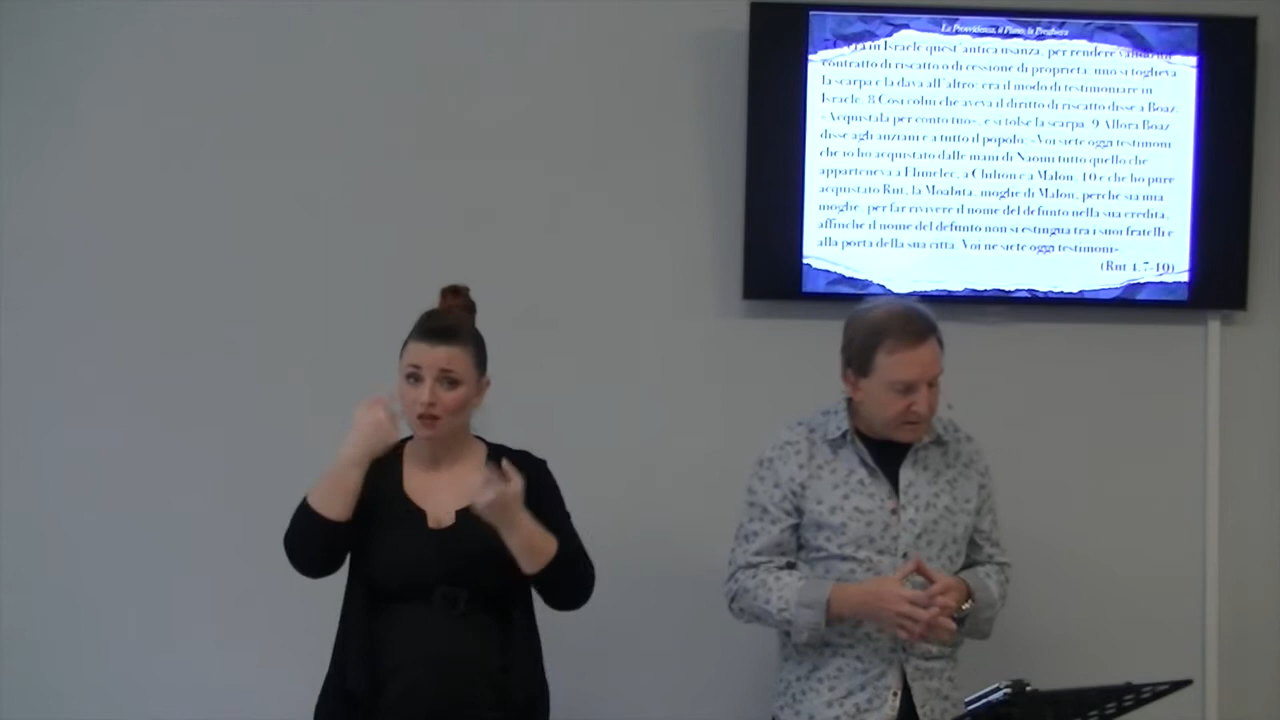 La Provvidenza, il Piano, la Preghiera
in Israele quest'antica usanza, per rendere valido un
contratto di riscatto o di cessione di proprietà: uno si toglieva
la scarpa e la dava all'altro; era il modo di testimoniare in
Israele. 8 Così colui che aveva il diritto di riscatto disse a Boaz:
«Acquistala per conto tuo», e si tolse la scarpa. 9 Allora Boaz
disse agli anziani e a tutto il popolo: «Voi siete oggi testimoni
che io ho acquistato dalle mani di Naomi tutto quello che
apparteneva a Elimelec, a Chilion e a Malon, 10 e che ho pure
acquistato Rut, la Moabita, moglie di Malon, perché sia mia
moglie, per far rivivere il nome del defunto nella sua eredità,
affinché il nome del defunto non si estingua tra i suoi fratelli e
alla porta della sua città. Voi ne siete oggi testimoni».
(Rut 4.7-10)